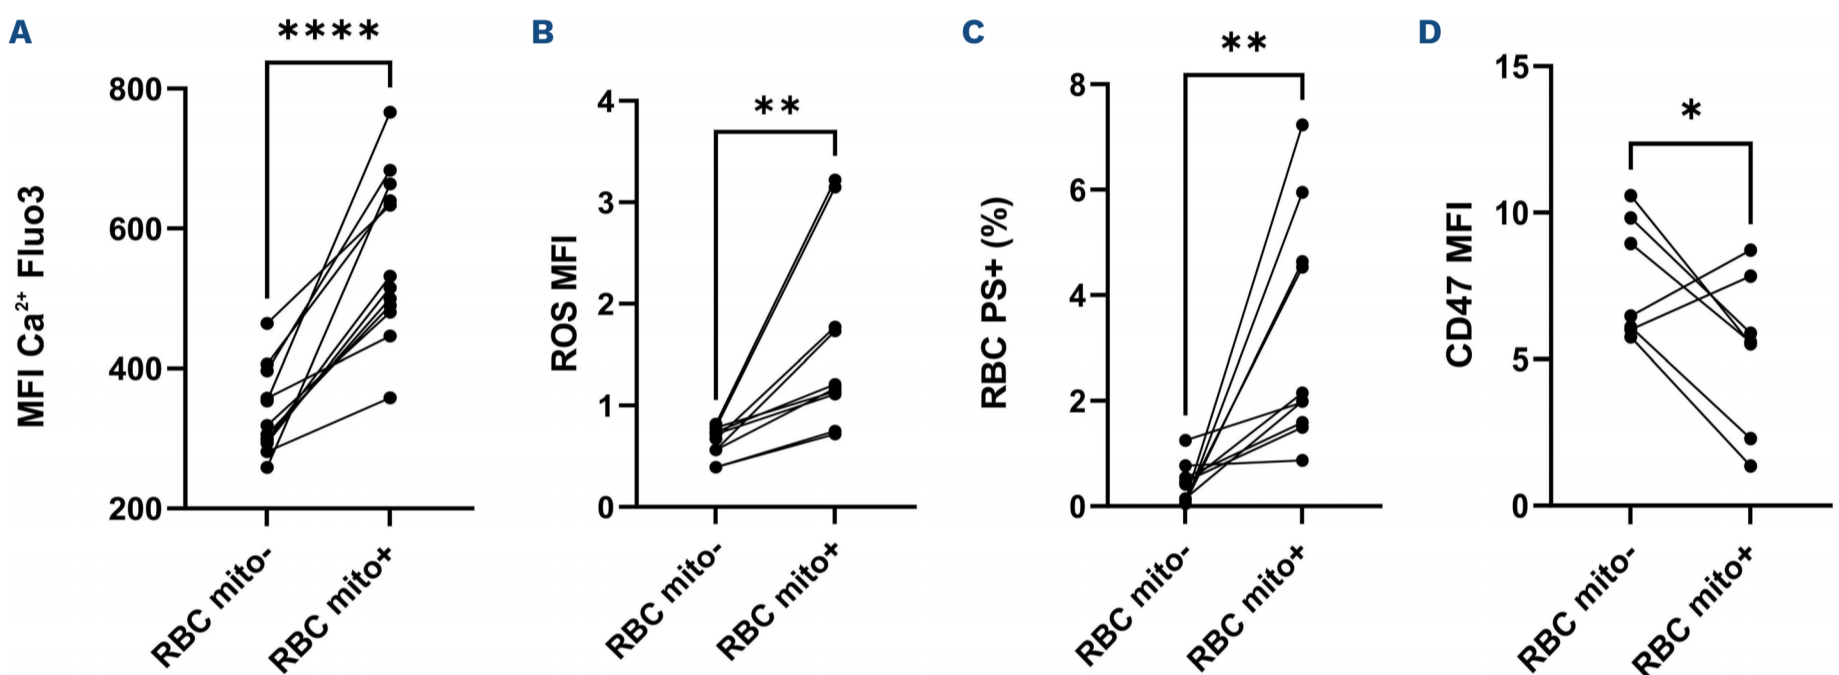 A
****
800
600
400
200
MFI Ca²⁺ Fluo3
RBC mito-
RBC mito+
B
**
4
3
2
1
0
ROS MFI
RBC mito-
RBC mito+
C
**
8
6
4
2
0
RBC PS+ (%)
RBC mito-
RBC mito+
D
*
15
10
5
0
CD47 MFI
RBC mito-
RBC mito+